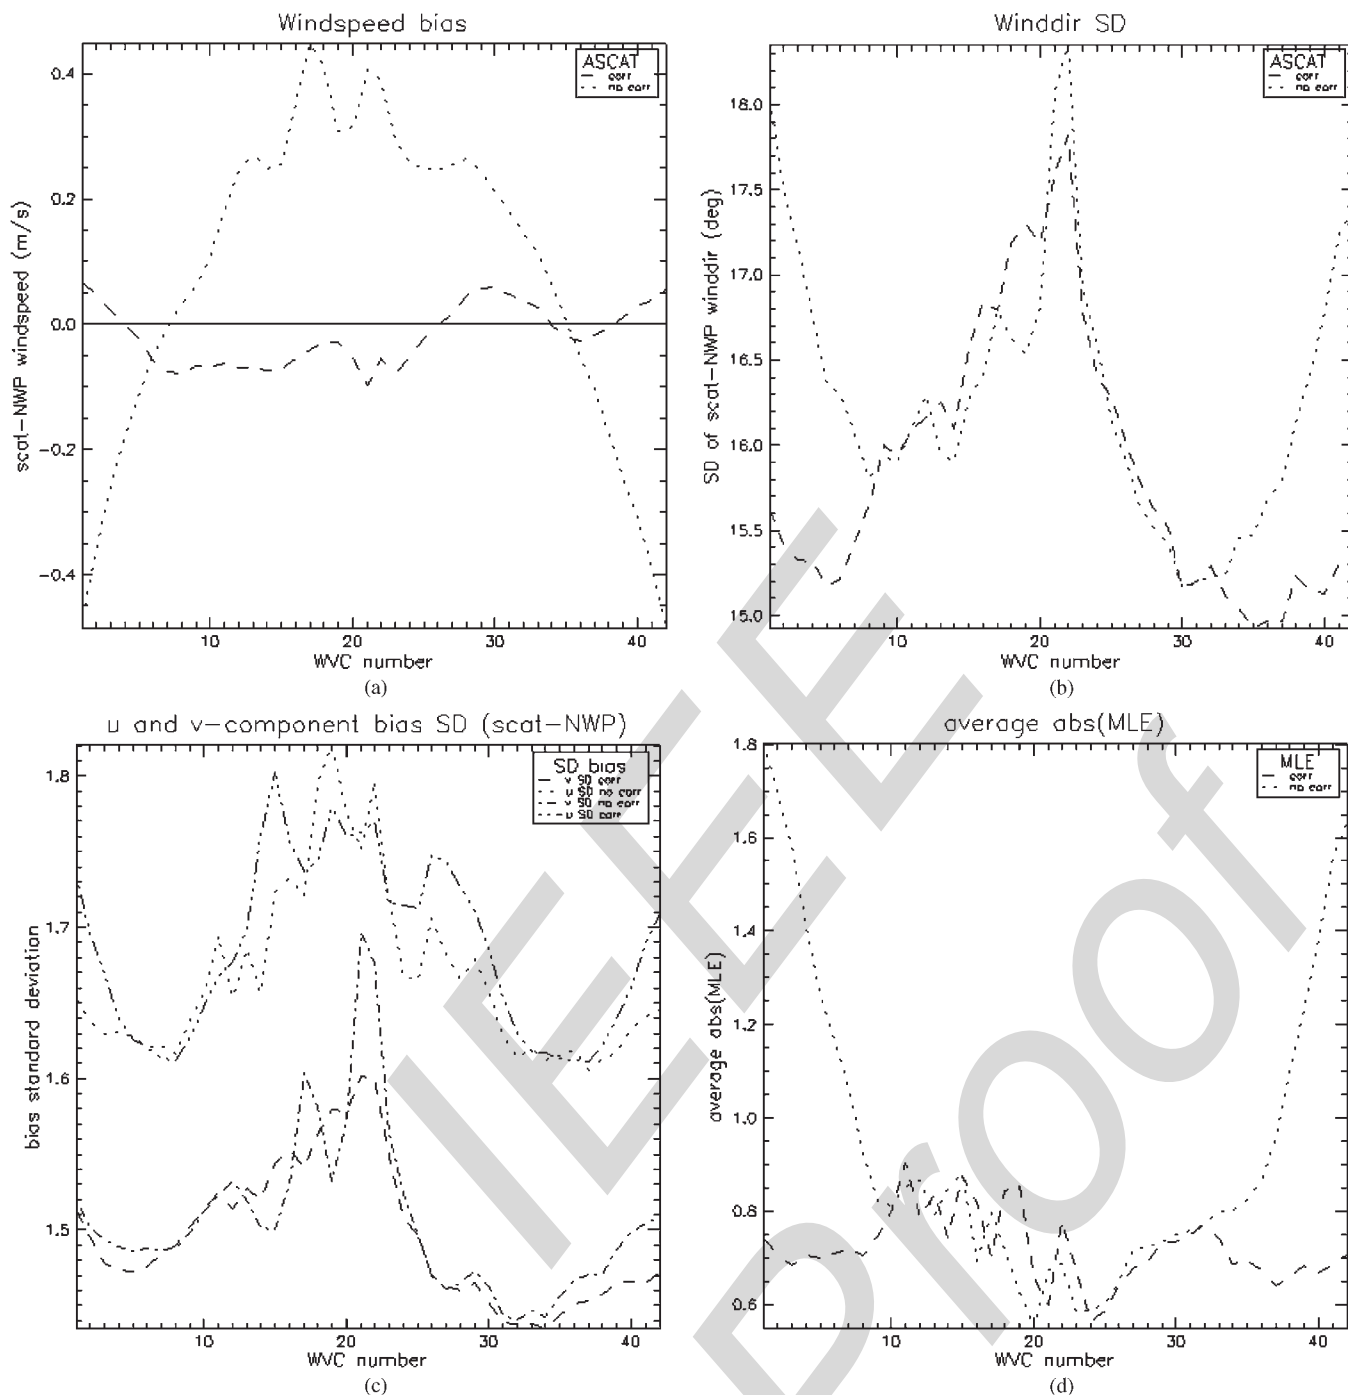 Windspeed bias
ASCAT
corr
no corr
0.4
0.2
0.0
-0.2
-0.4
scat-NWP windspeed (m/s)
10 20 30 40
WVC number
(a)
Winddir SD
ASCAT
corr
no corr
18.0
17.5
17.0
16.5
16.0
15.5
15.0
SD of scat-NWP winddir (deg)
10 20 30 40
WVC number
(b)
u and v-component bias SD (scat-NWP)
SD bias
v SD corr
u SD no corr
v SD no corr
u SD corr
1.8
1.7
1.6
1.5
bias standard deviation
10 20 30 40
WVC number
(c)
average abs(MLE)
MLE
corr
no corr
1.8
1.6
1.4
1.2
1.0
0.8
0.6
average abs(MLE)
10 20 30 40
WVC number
(d)
IEEE
Proof